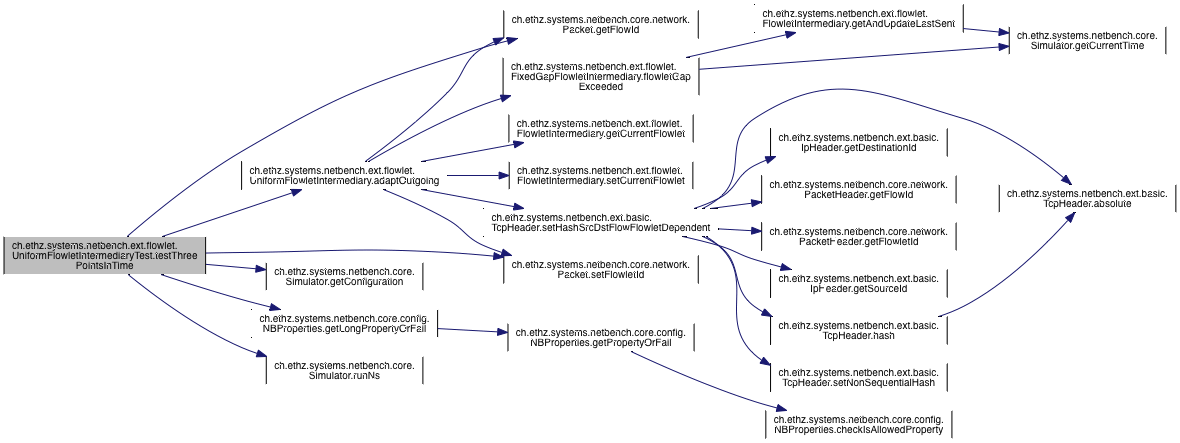 ch.ethz.systems.netbench.ext.flowlet.
UniformFlowletIntermediaryTest.testThree
PointsInTime
ch.ethz.systems.netbench.ext.flowlet.
UniformFlowletIntermediary.adaptOutgoing
ch.ethz.systems.netbench.core.
Simulator.getConfiguration
ch.ethz.systems.netbench.core.config.
NBProperties.getLongPropertyOrFail
ch.ethz.systems.netbench.core.
Simulator.runNs
ch.ethz.systems.netbench.core.network.
Packet.getFlowId
ch.ethz.systems.netbench.ext.flowlet.
FixedGapFlowletIntermediary.flowletGap
Exceeded
ch.ethz.systems.netbench.ext.flowlet.
FlowletIntermediary.getCurrentFlowlet
ch.ethz.systems.netbench.ext.flowlet.
FlowletIntermediary.setCurrentFlowlet
ch.ethz.systems.netbench.ext.basic.
TcpHeader.setHashSrcDstFlowFlowletDependent
ch.ethz.systems.netbench.core.network.
Packet.setFlowletId
ch.ethz.systems.netbench.core.config.
NBProperties.getPropertyOrFail
ch.ethz.systems.netbench.ext.flowlet.
FlowletIntermediary.getAndUpdateLastSent
ch.ethz.systems.netbench.ext.basic.
IpHeader.getDestinationId
ch.ethz.systems.netbench.core.network.
PacketHeader.getFlowId
ch.ethz.systems.netbench.core.network.
PacketHeader.getFlowletId
ch.ethz.systems.netbench.ext.basic.
IpHeader.getSourceId
ch.ethz.systems.netbench.ext.basic.
TcpHeader.hash
ch.ethz.systems.netbench.ext.basic.
TcpHeader.setNonSequentialHash
ch.ethz.systems.netbench.core.config.
NBProperties.checkIsAllowedProperty
ch.ethz.systems.netbench.core.
Simulator.getCurrentTime
ch.ethz.systems.netbench.ext.basic.
TcpHeader.absolute